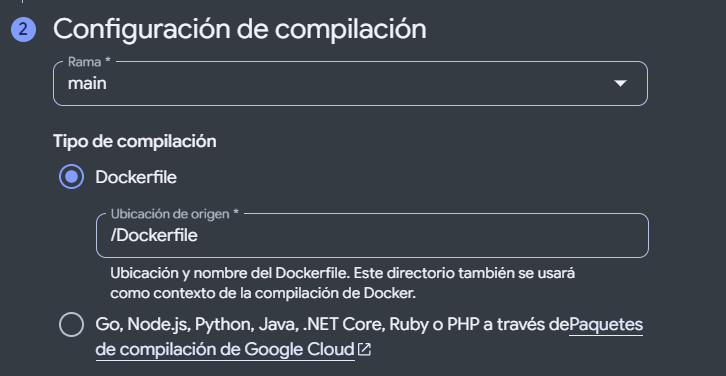 2 Configuración de compilación
Rama *
main
Tipo de compilación
Dockerfile
Ubicación de origen *
/Dockerfile
Ubicación y nombre del Dockerfile. Este directorio también se usará
como contexto de la compilación de Docker.
Go, Node.js, Python, Java, .NET Core, Ruby o PHP a través dePaquetes
de compilación de Google Cloud